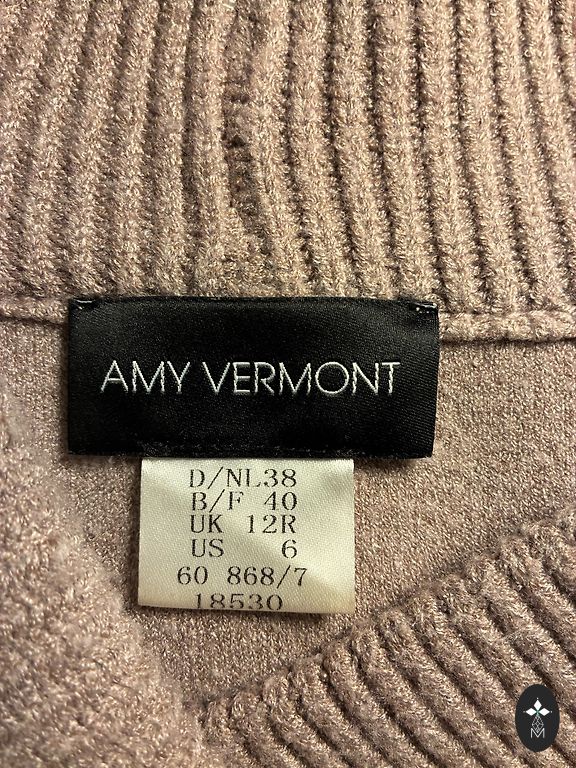 AMY VERMONT
D/NL38
B/F 40
UK 12R
US 6
60 868/7
18530
M